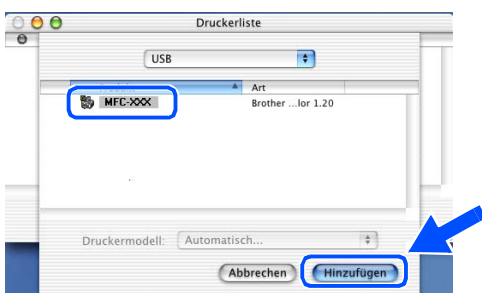 Druckerliste
USB
Art
MFC-XXX Brother ...lor 1.20
Druckermodell: Automatisch...
Abbrechen Hinzufügen